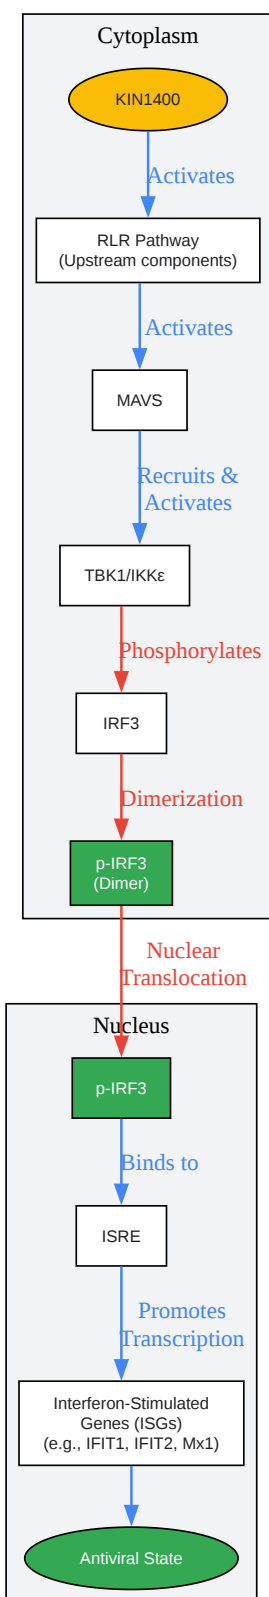 Cytoplasm
KIN1400
Activates
RLR Pathway
(Upstream components)
Activates
MAVS
Recruits &
Activates
TBK1/IKKε
Phosphorylates
IRF3
Dimerization
p-IRF3
(Dimer)
Nuclear
Translocation
Nucleus
p-IRF3
Binds to
ISRE
Promotes
Transcription
Interferon-Stimulated
Genes (ISGs)
(e.g., IFIT1, IFIT2, Mx1)
Antiviral State